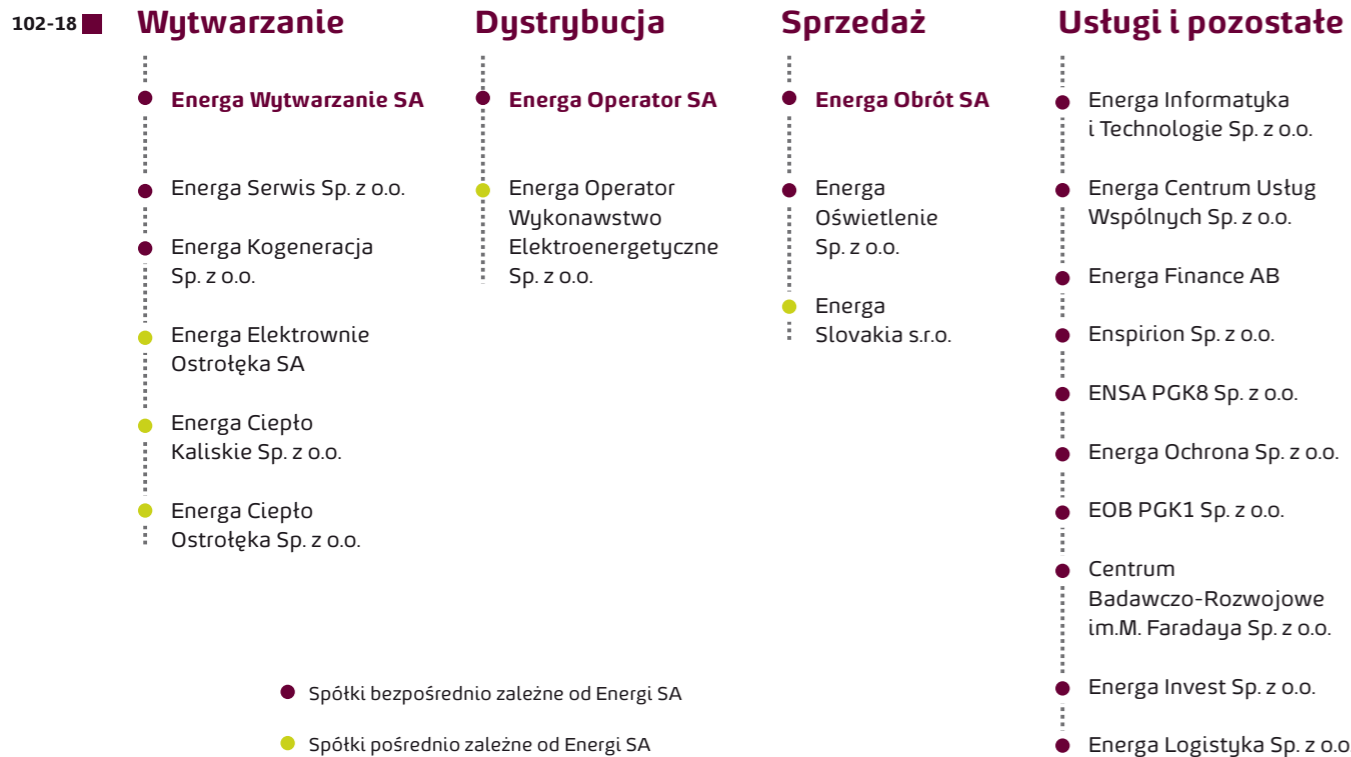 102-18
Wytwarzanie
Energa Wytwarzanie SA
Energa Serwis Sp. z o.o.
Energa Kogeneracja
Sp. z o.o.
Energa Elektrownie
Ostrołęka SA
Energa Ciepło
Kaliskie Sp. z o.o.
Energa Ciepło
Ostrołęka Sp. z o.o.
Dystrybucja
Energa Operator SA
Energa Operator
Wykonawstwo
Elektroenergetyczne
Sp. z o.o.
Sprzedaż
Energa Obrót SA
Energa
Oświetlenie
Sp. z o.o.
Energa
Slovakia s.r.o.
Usługi i pozostałe
Energa Informatyka
i Technologie Sp. z o.o.
Energa Centrum Usług
Wspólnych Sp. z o.o.
Energa Finance AB
Enspirion Sp. z o.o.
ENSA PGK8 Sp. z o.o.
Energa Ochrona Sp. z o.o.
EOB PGK1 Sp. z o.o.
Centrum
Badawczo-Rozwojowe
im.M. Faradaya Sp. z o.o.
Energa Invest Sp. z o.o.
Energa Logistyka Sp. z o.o
Spółki bezpośrednio zależne od Energi SA
Spółki pośrednio zależne od Energi SA